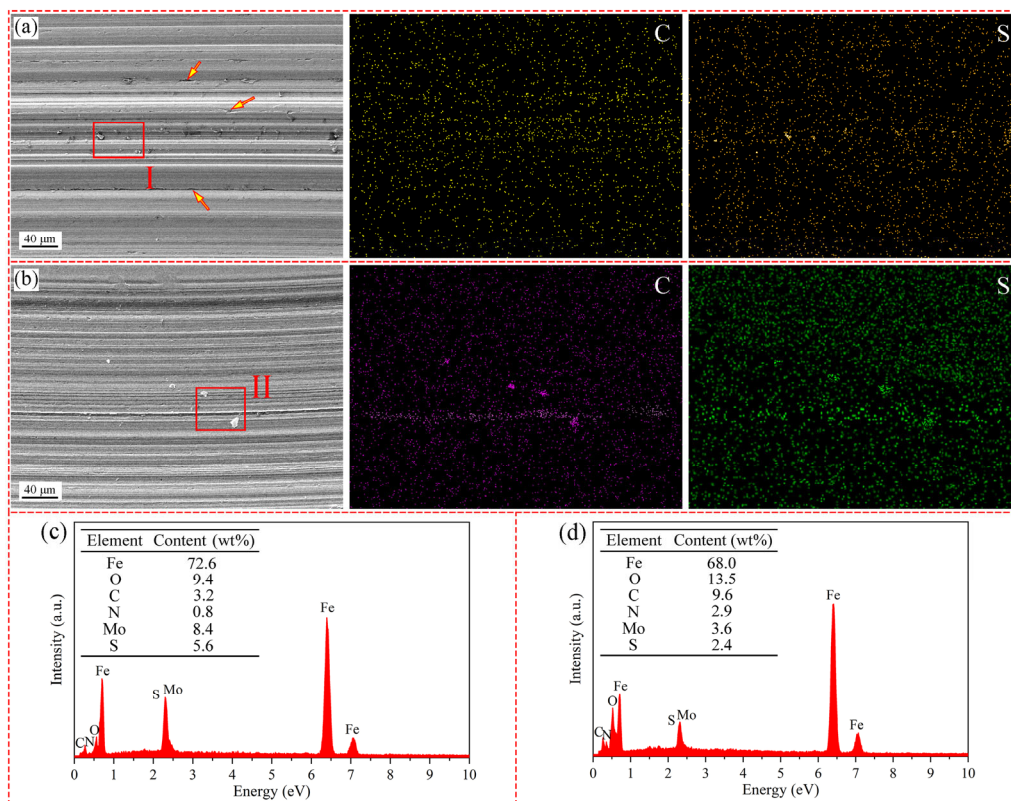 (a)
C
S
I
40 μm
(b)
C
S
II
40 μm
(c)
Element Content (wt%)
Fe 72.6
O 9.4
C 3.2
N 0.8
Mo 8.4
S 5.6
Fe
Fe
S Mo
O
C N
Fe
Intensity (a.u.)
0 1 2 3 4 5 6 7 8 9 10
Energy (eV)
(d)
Element Content (wt%)
Fe 68.0
O 13.5
C 9.6
N 2.9
Mo 3.6
S 2.4
Fe
Fe
O
S Mo
C N
Fe
Intensity (a.u.)
0 1 2 3 4 5 6 7 8 9 10
Energy (eV)